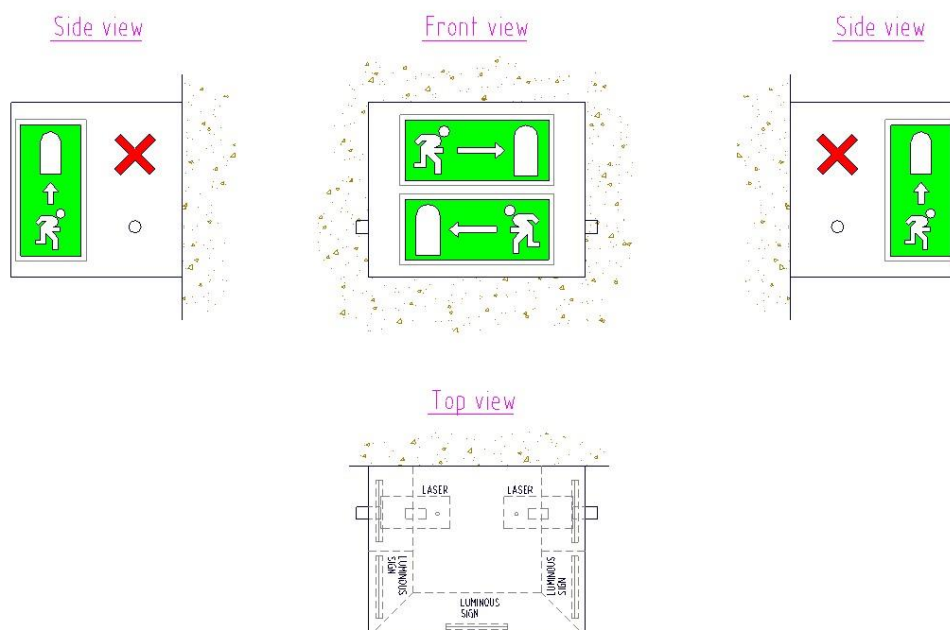 Side view
Front view
Side view
Top view
LASER
LASER
LUMINOUS
SIGN
LUMINOUS
SIGN
LUMINOUS
SIGN